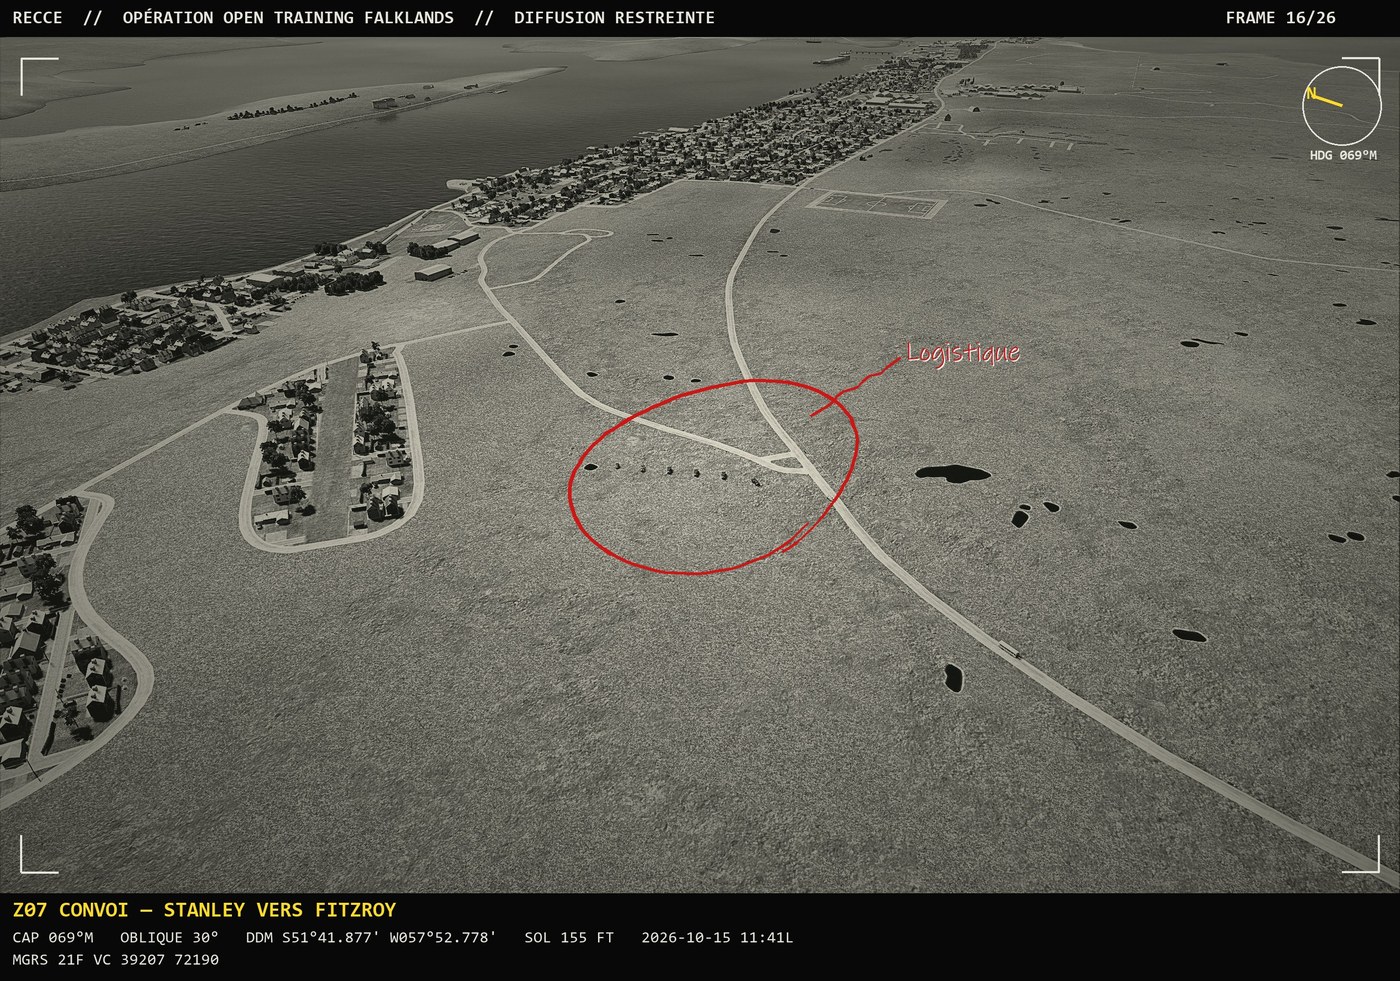 RECCE // OPÉRATION OPEN TRAINING FALKLANDS // DIFFUSION RESTREINTE FRAME 16/26
N
HDG 069°M
Logistique
Z07 CONVOI — STANLEY VERS FITZROY
CAP 069°M OBLIQUE 30° DDM S51°41.877' W057°52.778' SOL 155 FT 2026-10-15 11:41L
MGRS 21F VC 39207 72190